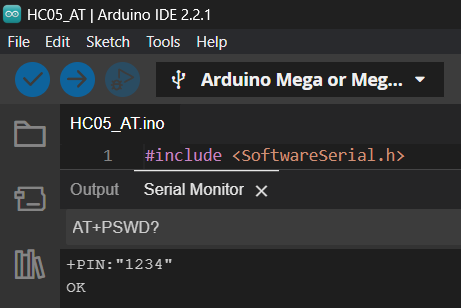 HC05_AT | Arduino IDE 2.2.1
File Edit Sketch Tools Help
Arduino Mega or Meg...
HC05_AT.ino
1 #include <SoftwareSerial.h>
Output Serial Monitor
AT+PSWD?
+PIN:"1234"
OK